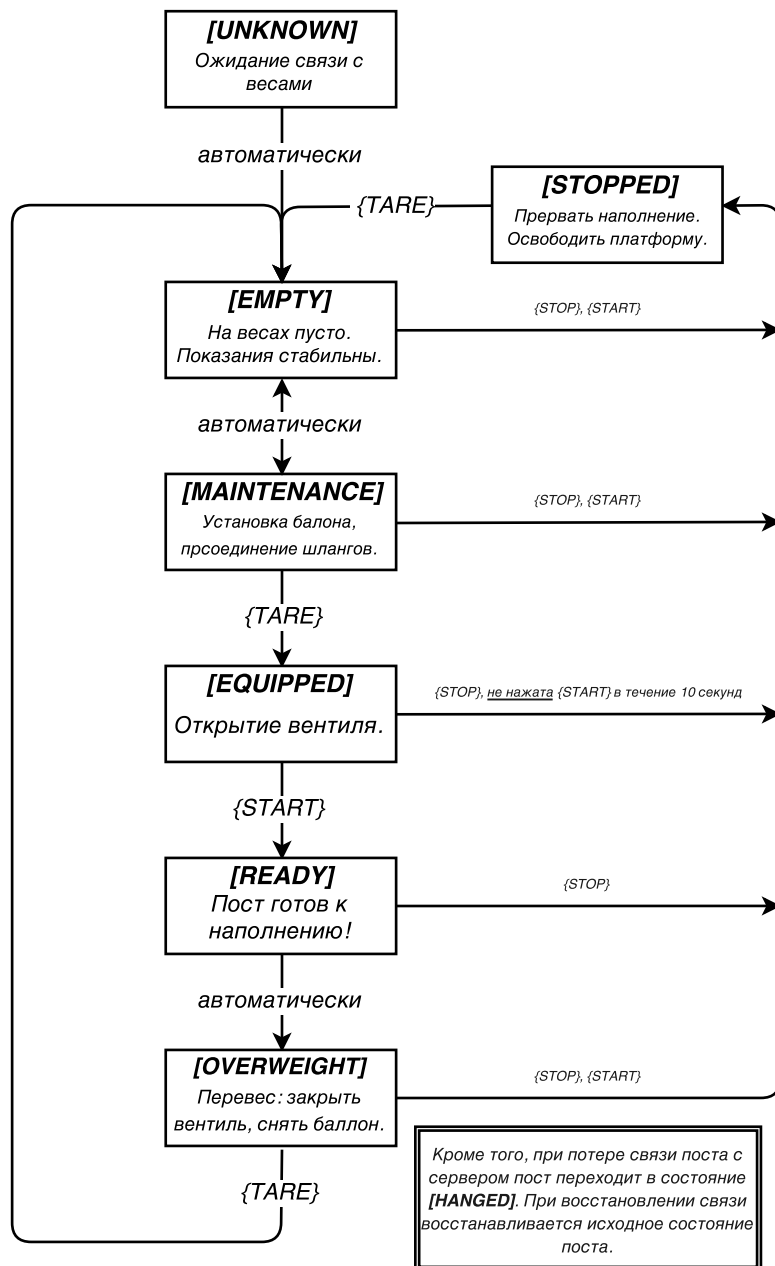 [UNKNOWN]
Ожидание связи с
весами
автоматически
[STOPPED]
Прервать наполнение.
Освободить платформу.
{TARE}
[EMPTY]
На весах пусто.
Показания стабильны.
{STOP}, {START}
автоматически
[MAINTENANCE]
Установка балона,
прсоединение шлангов.
{STOP}, {START}
{TARE}
[EQUIPPED]
Открытие вентиля.
{STOP}, не нажата {START} в течение 10 секунд
{START}
[READY]
Пост готов к
наполнению!
{STOP}
автоматически
[OVERWEIGHT]
Перевес: закрыть
вентиль, снять баллон.
{STOP}, {START}
{TARE}
Кроме того, при потере связи поста с
сервером пост переходит в состояние
[HANGED]. При восстановлении связи
восстанавливается исходное состояние
поста.